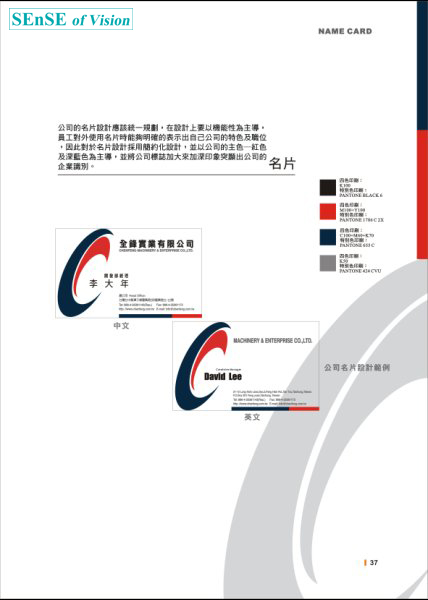 SEnSE of Vision
NAME CARD
公司的名片設計應該統一規劃，在設計上要以機能性為主導，
員工對外使用名片時能夠明確的表示出自己公司的特色及職位
，因此對於名片設計採用簡約化設計，並以公司的主色─紅色
及深藍色為主導，並將公司標誌加大來加深印象突顯出公司的
企業識別。
名片
四色印刷：
K100
特別色印刷：
PANTONE BLACK 6
四色印刷：
M100+Y100
特別色印刷：
PANTONE 1788 C 2X
四色印刷：
C100+M60+K70
特別色印刷：
PANTONE 655 C
四色印刷：
K50
特別色印刷：
PANTONE 424 CVU
全鋒實業有限公司
CHEFENG MACHINERY & ENTERPRISE CO.,LTD.
李大年
中文
MACHINERY & ENTERPRISE CO.,LTD.
David Lee
英文
公司名片設計範例
37